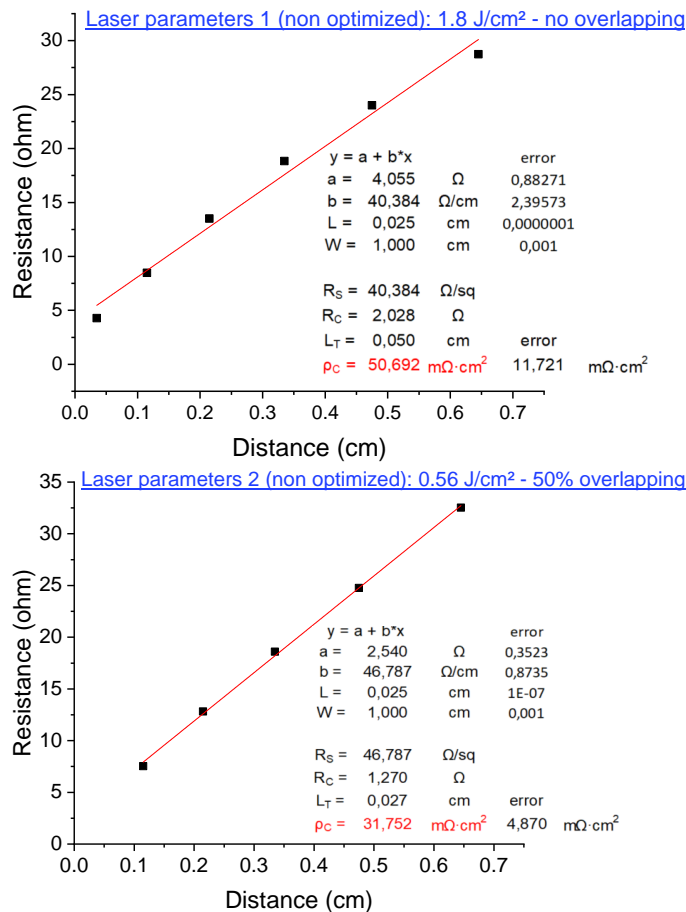 Laser parameters 1 (non optimized): 1.8 J/cm² - no overlapping
Resistance (ohm)
30
25
20
15
10
5
0
y = a + b*x error
a = 4,055 Ω 0,88271
b = 40,384 Ω/cm 2,39573
L = 0,025 cm 0,0000001
W = 1,000 cm 0,001
R_S = 40,384 Ω/sq
R_C = 2,028 Ω
L_T = 0,050 cm error
ρ_C = 50,692 mΩ·cm² 11,721 mΩ·cm²
0.0 0.1 0.2 0.3 0.4 0.5 0.6 0.7
Distance (cm)
Laser parameters 2 (non optimized): 0.56 J/cm² - 50% overlapping
Resistance (ohm)
35
30
25
20
15
10
5
0
y = a + b*x error
a = 2,540 Ω 0,3523
b = 46,787 Ω/cm 0,8735
L = 0,025 cm 1E-07
W = 1,000 cm 0,001
R_S = 46,787 Ω/sq
R_C = 1,270 Ω
L_T = 0,027 cm error
ρ_C = 31,752 mΩ·cm² 4,870 mΩ·cm²
0.0 0.1 0.2 0.3 0.4 0.5 0.6 0.7
Distance (cm)